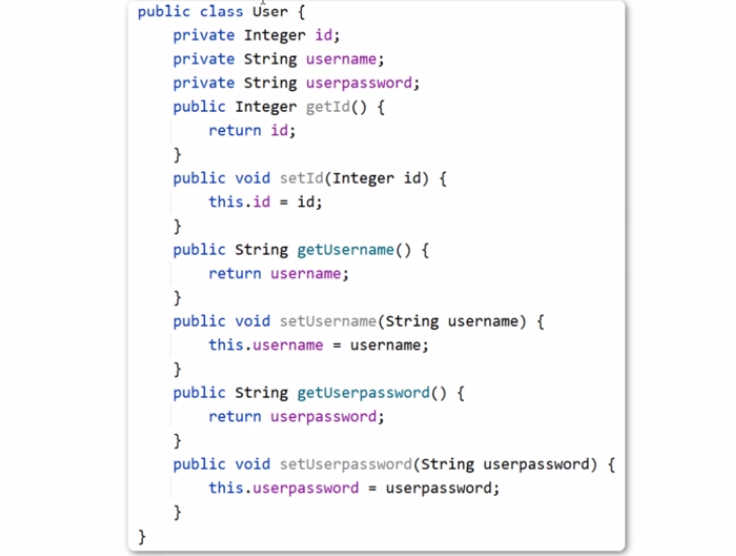 public class User {
    private Integer id;
    private String username;
    private String userpassword;
    public Integer getId() {
        return id;
    }
    public void setId(Integer id) {
        this.id = id;
    }
    public String getUsername() {
        return username;
    }
    public void setUsername(String username) {
        this.username = username;
    }
    public String getUserpassword() {
        return userpassword;
    }
    public void setUserpassword(String userpassword) {
        this.userpassword = userpassword;
    }
}